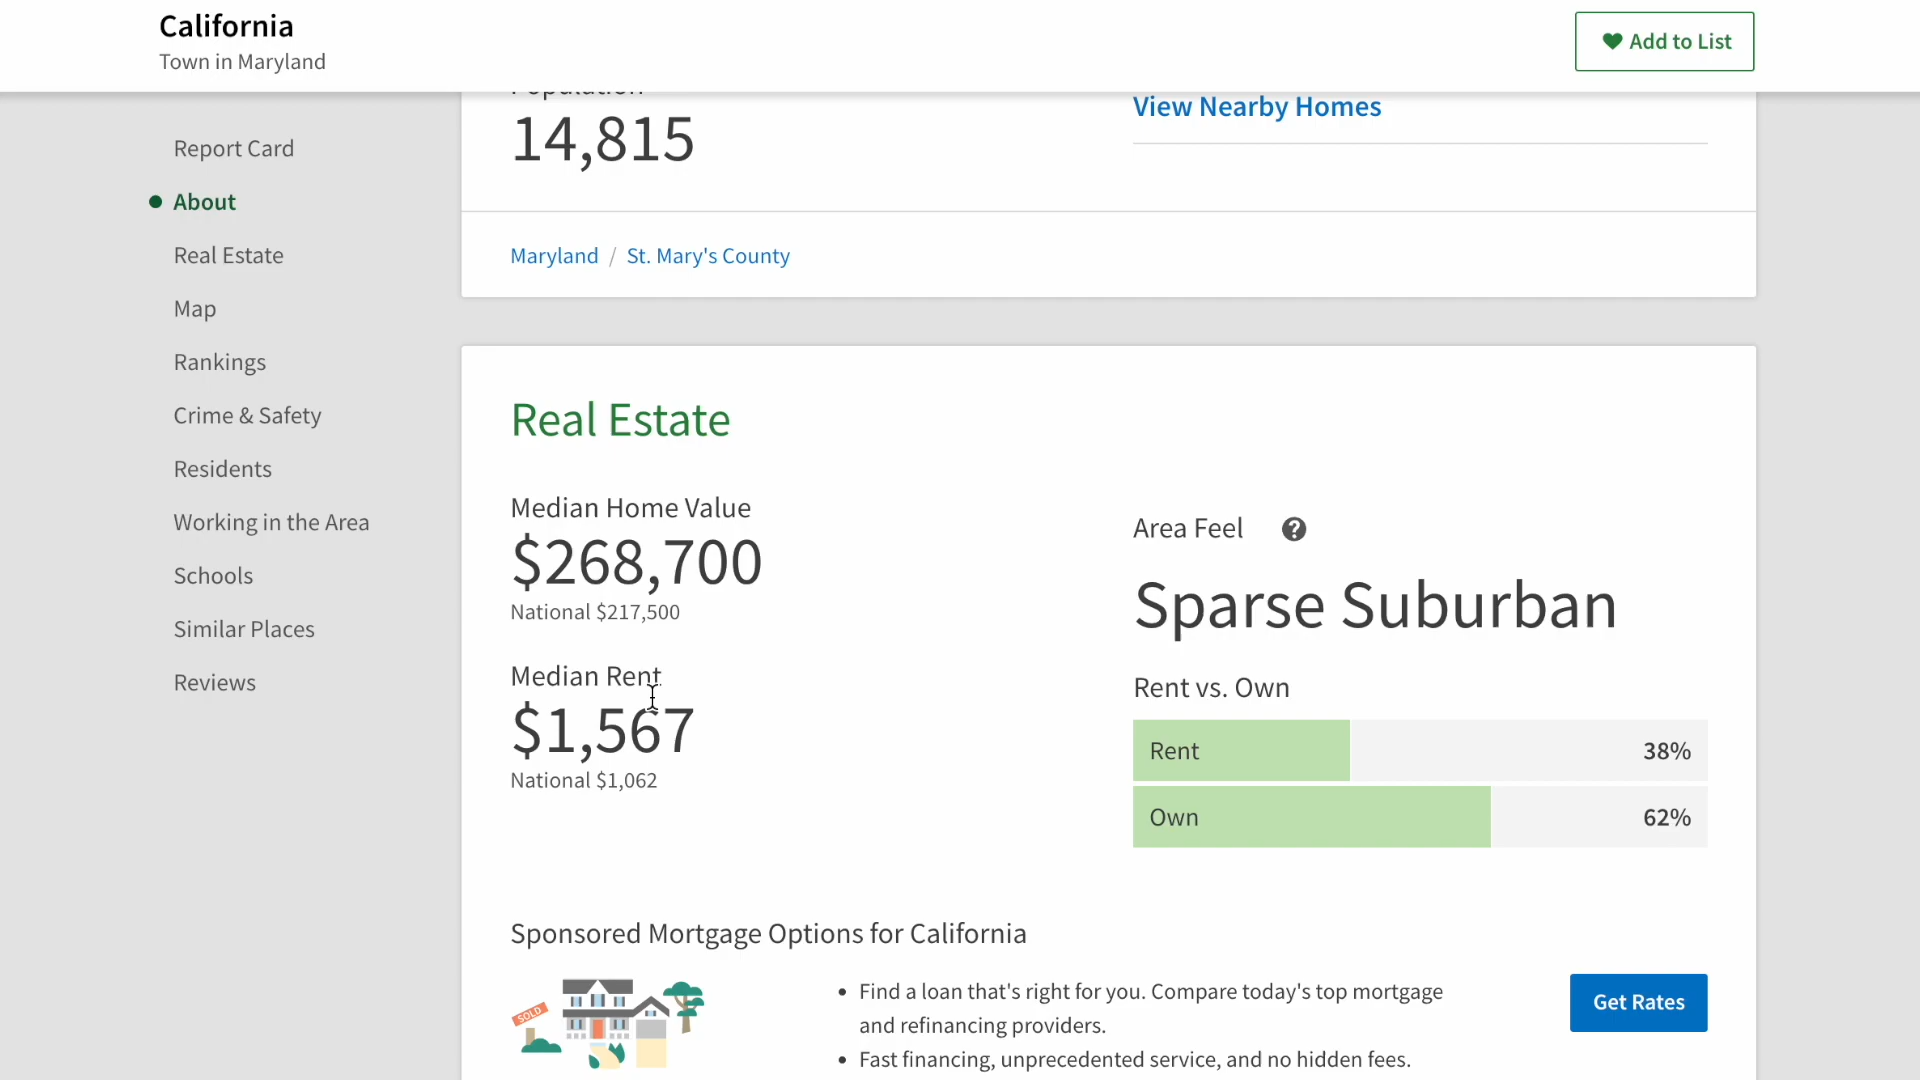 California
Town in Maryland
Add to List
Population
14,815
View Nearby Homes
Maryland / St. Mary's County
Report Card
About
Real Estate
Map
Rankings
Crime & Safety
Residents
Working in the Area
Schools
Similar Places
Reviews
Real Estate
Median Home Value
$268,700
National $217,500
Median Rent
$1,567
National $1,062
Area Feel ?
Sparse Suburban
Rent vs. Own
Rent 38%
Own 62%
Sponsored Mortgage Options for California
SOLD
• Find a loan that's right for you. Compare today's top mortgage
and refinancing providers.
• Fast financing, unprecedented service, and no hidden fees.
Get Rates